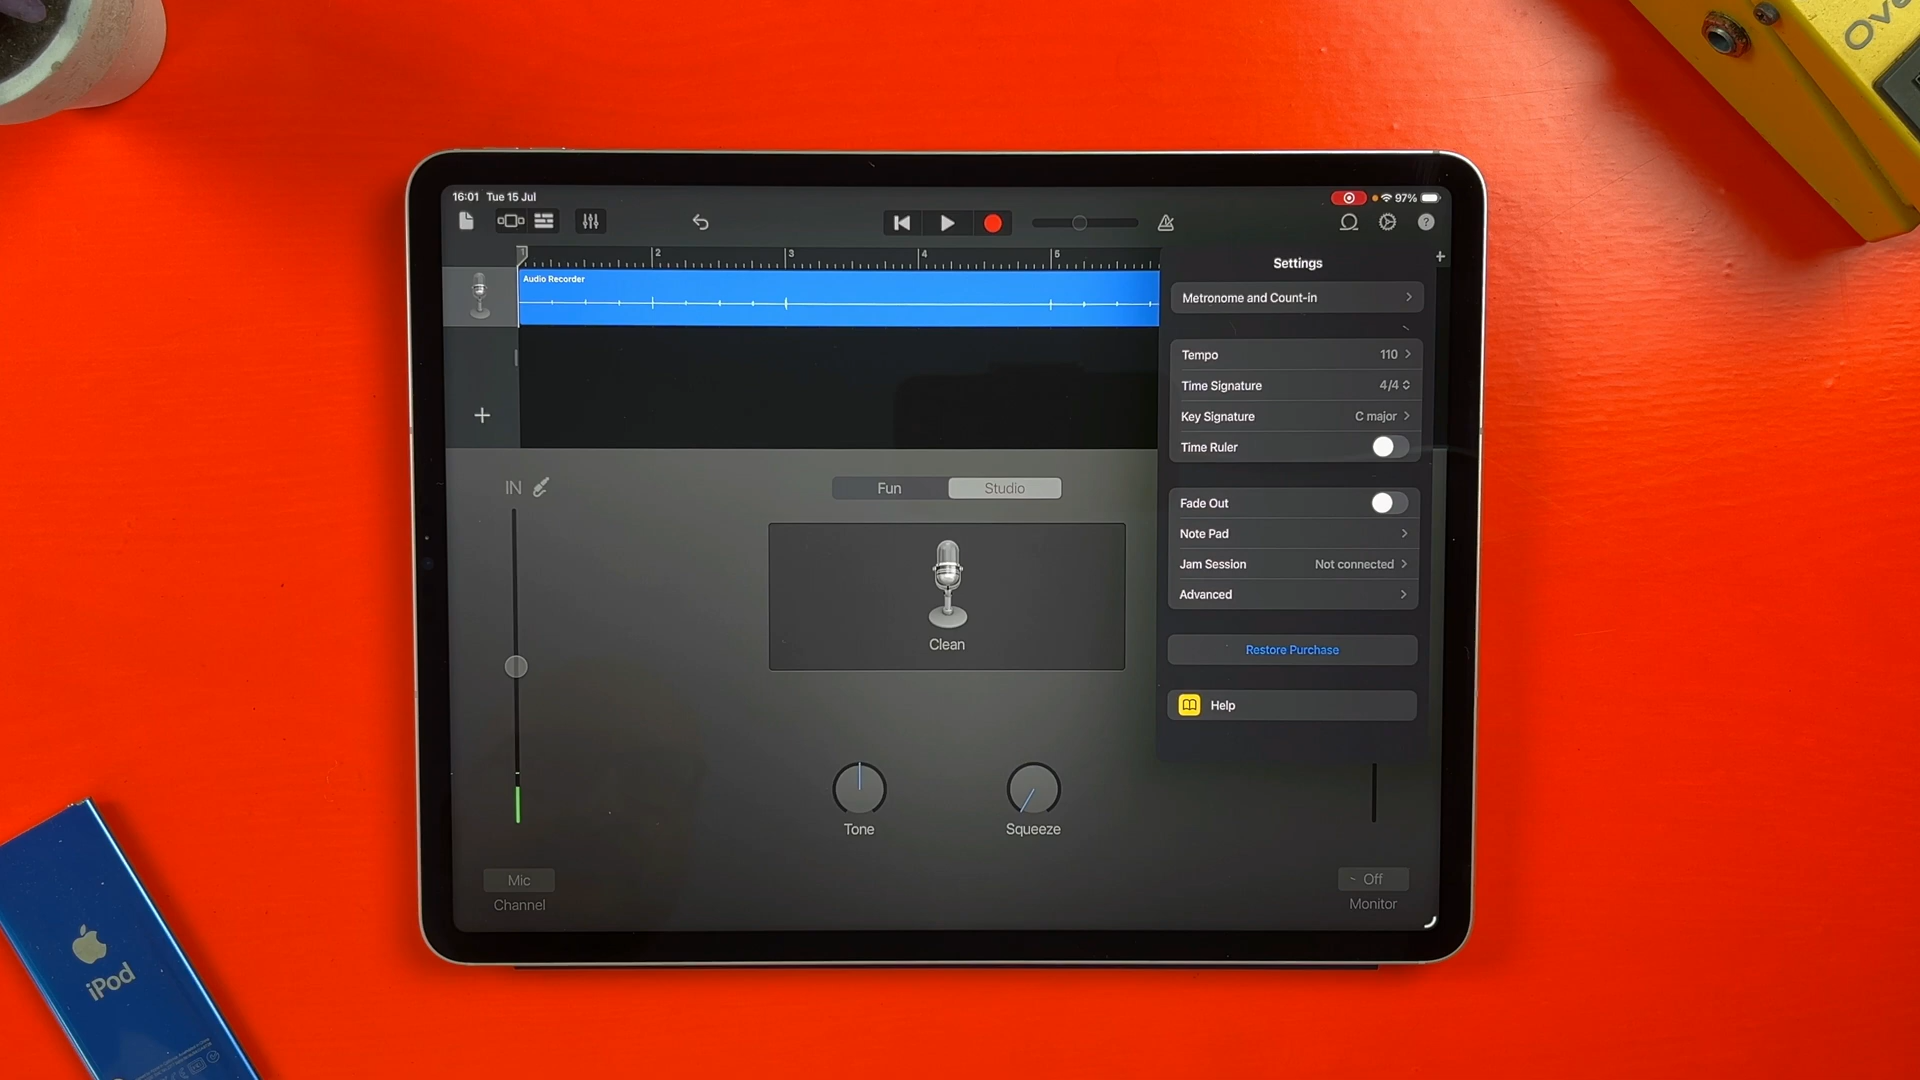 Ove
16:01 Tue 15 Jul
97%
?
1 2 3 4 5
Settings
Audio Recorder
Metronome and Count-in
Tempo 110
Time Signature 4/4
Key Signature C major
Time Ruler
IN
Fun Studio
Fade Out
Note Pad
Jam Session Not connected
Advanced
Clean
Restore Purchase
Help
Tone Squeeze
Mic
Channel
Off
Monitor
iPod